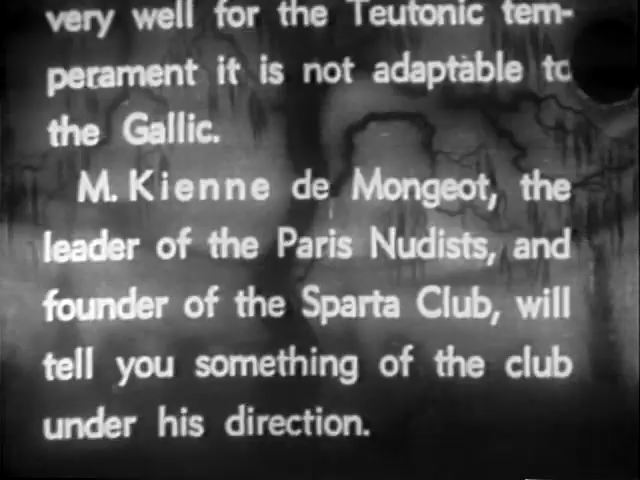 very well for the Teutonic tem-
perament it is not adaptable to
the Gallic.
M. Kienne de Mongeot, the
leader of the Paris Nudists, and
founder of the Sparta Club, will
tell you something of the club
under his direction.